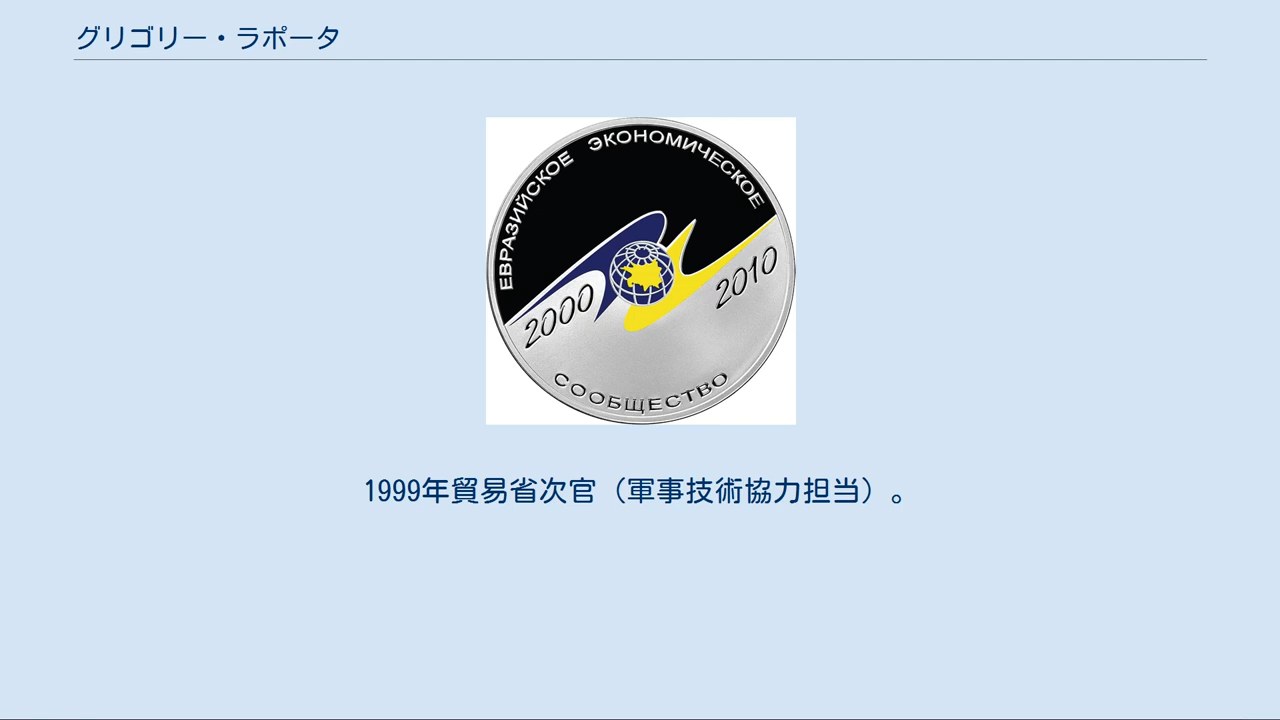 グリゴリー・ラポータ
ЕВРАЗИЙСКОЕ ЭКОНОМИЧЕСКОЕ
2000
2010
СООБЩЕСТВО
1999年貿易省次官（軍事技術協力担当）。